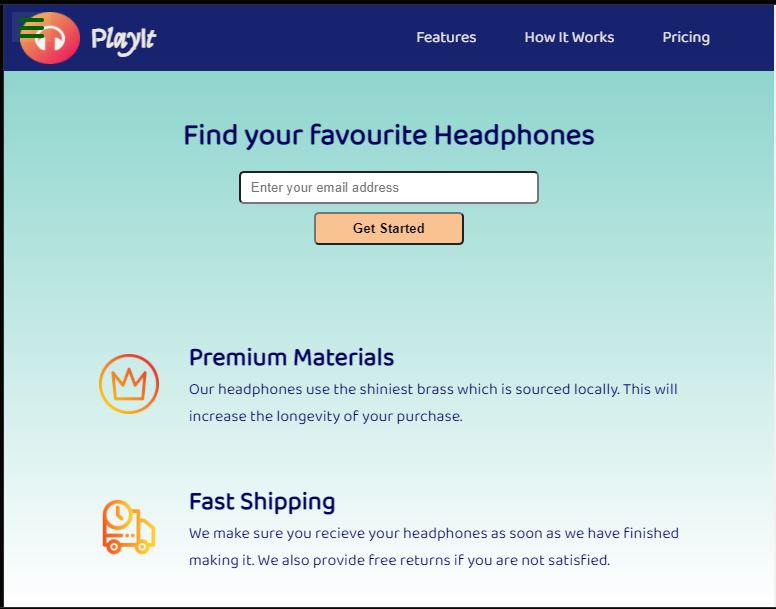 PlayIt
Features
How It Works
Pricing
Find your favourite Headphones
Enter your email address
Get Started
Premium Materials
Our headphones use the shiniest brass which is sourced locally. This will
increase the longevity of your purchase.
Fast Shipping
We make sure you recieve your headphones as soon as we have finished
making it. We also provide free returns if you are not satisfied.